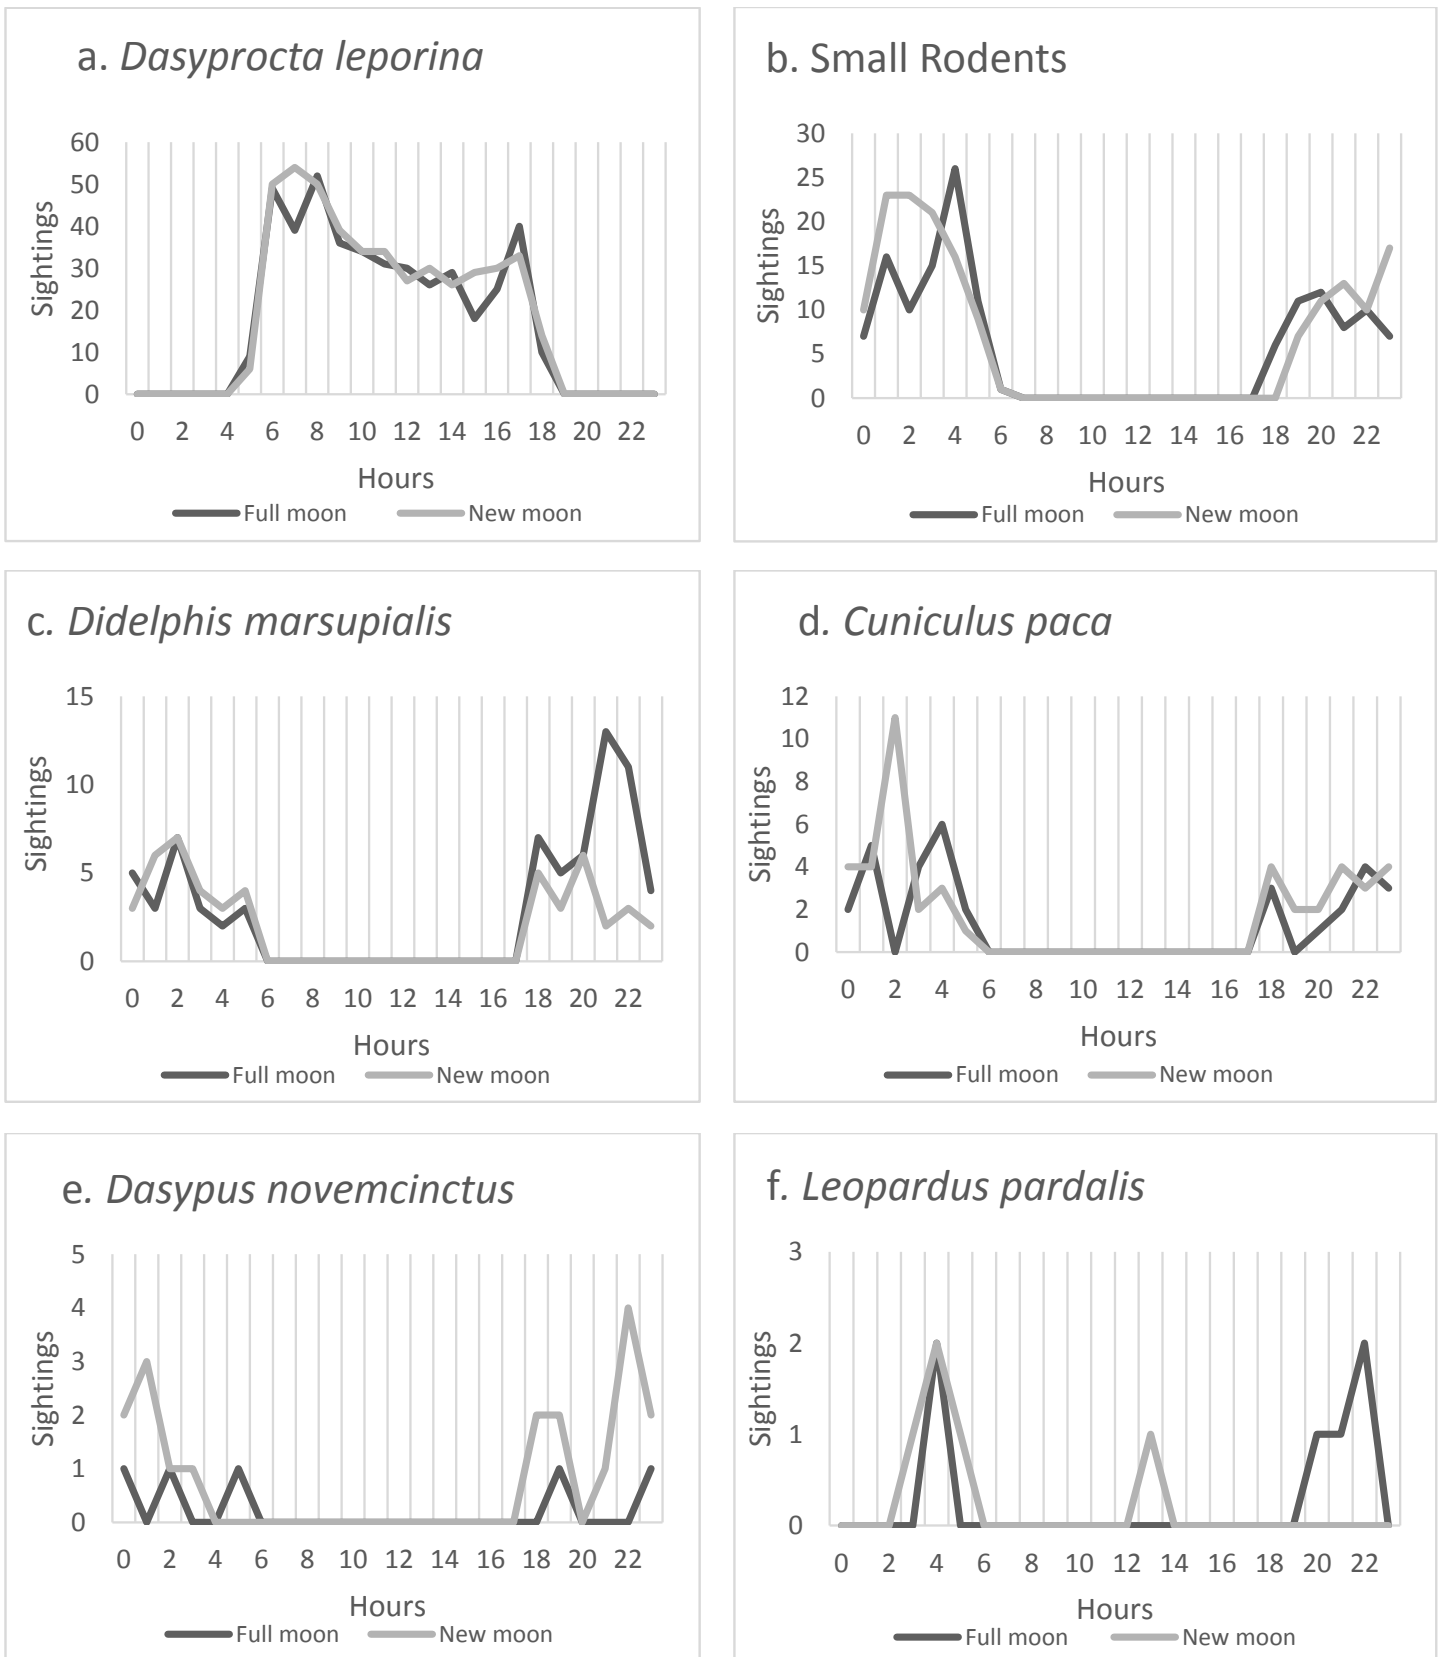 a. Dasyprocta leporina
60
50
40
30
20
10
0
Sightings
0 2 4 6 8 10 12 14 16 18 20 22
Hours
Full moon New moon
b. Small Rodents
30
25
20
15
10
5
0
Sightings
0 2 4 6 8 10 12 14 16 18 20 22
Hours
Full moon New moon
c. Didelphis marsupialis
15
10
5
0
Sightings
0 2 4 6 8 10 12 14 16 18 20 22
Hours
Full moon New moon
d. Cuniculus paca
12
10
8
6
4
2
0
Sightings
0 2 4 6 8 10 12 14 16 18 20 22
Hours
Full moon New moon
e. Dasypus novemcinctus
5
4
3
2
1
0
Sightings
0 2 4 6 8 10 12 14 16 18 20 22
Hours
Full moon New moon
f. Leopardus pardalis
3
2
1
0
Sightings
0 2 4 6 8 10 12 14 16 18 20 22
Hours
Full moon New moon